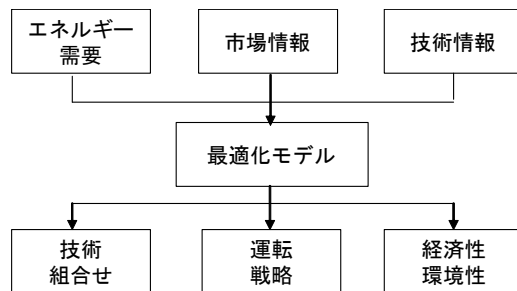 エネルギー
需要
市場情報
技術情報
最適化モデル
技術
組合せ
運転
戦略
経済性
環境性